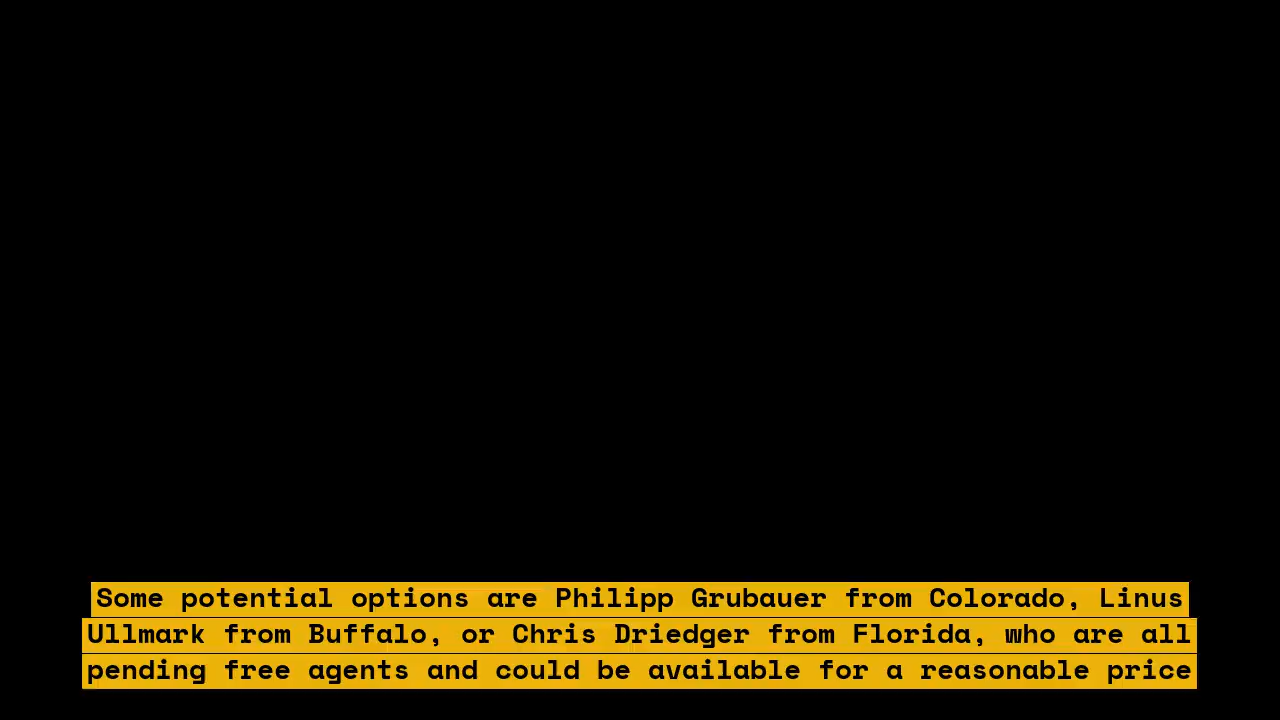 Some potential options are Philipp Grubauer from Colorado, Linus
Ullmark from Buffalo, or Chris Driedger from Florida, who are all
pending free agents and could be available for a reasonable price